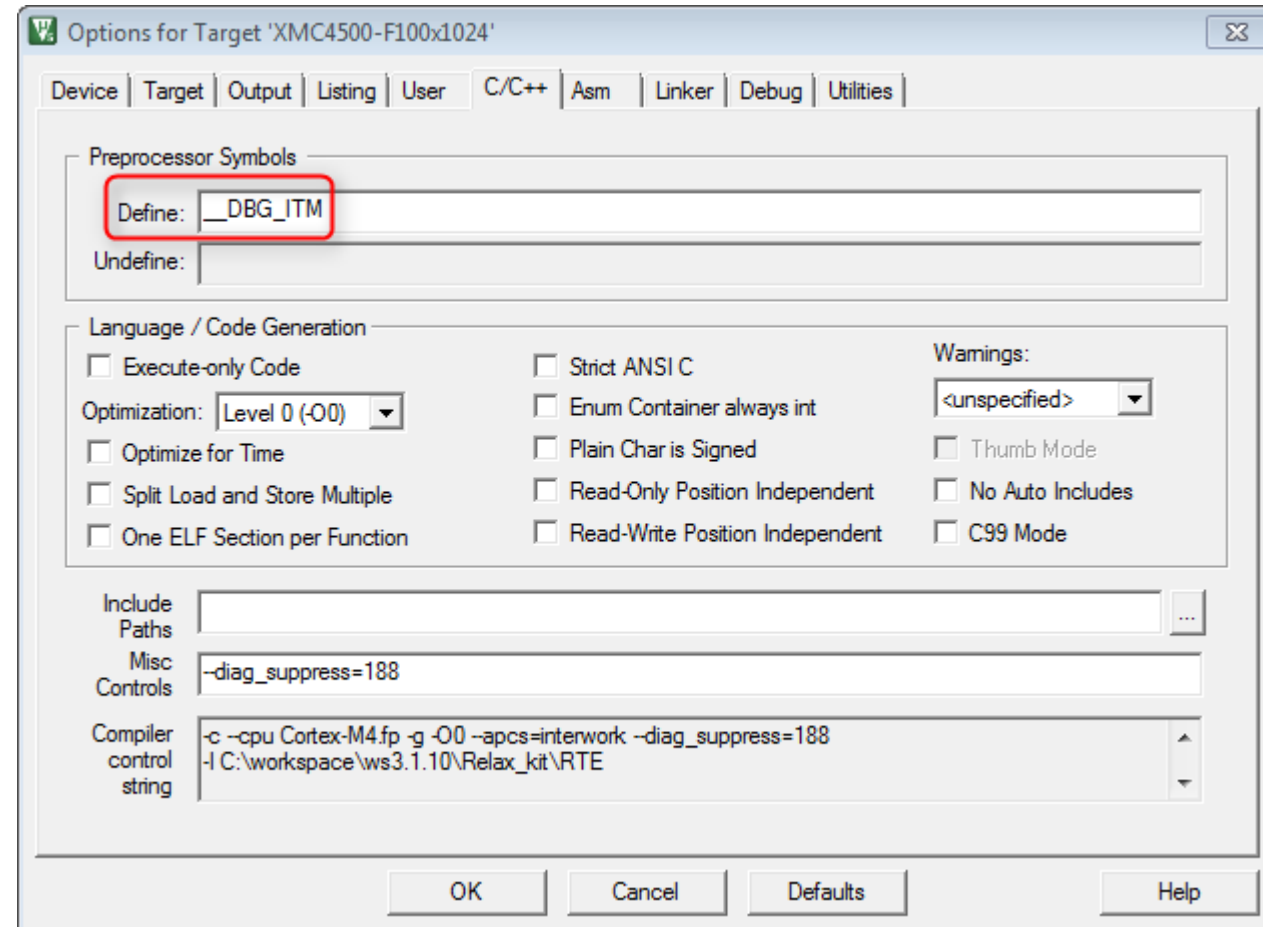 Options for Target 'XMC4500-F100x1024'
Device Target Output Listing User C/C++ Asm Linker Debug Utilities
Preprocessor Symbols
Define: __DBG_ITM
Undefine:
Language / Code Generation
Execute-only Code
Optimization: Level 0 (-O0)
Optimize for Time
Split Load and Store Multiple
One ELF Section per Function
Strict ANSI C
Enum Container always int
Plain Char is Signed
Read-Only Position Independent
Read-Write Position Independent
Warnings:
<unspecified>
Thumb Mode
No Auto Includes
C99 Mode
Include
Paths
...
Misc
Controls
--diag_suppress=188
Compiler
control
string
-c --cpu Cortex-M4.fp -g -O0 --apcs=interwork --diag_suppress=188
-I C:\workspace\ws3.1.10\Relax_kit\RTE
OK Cancel Defaults Help